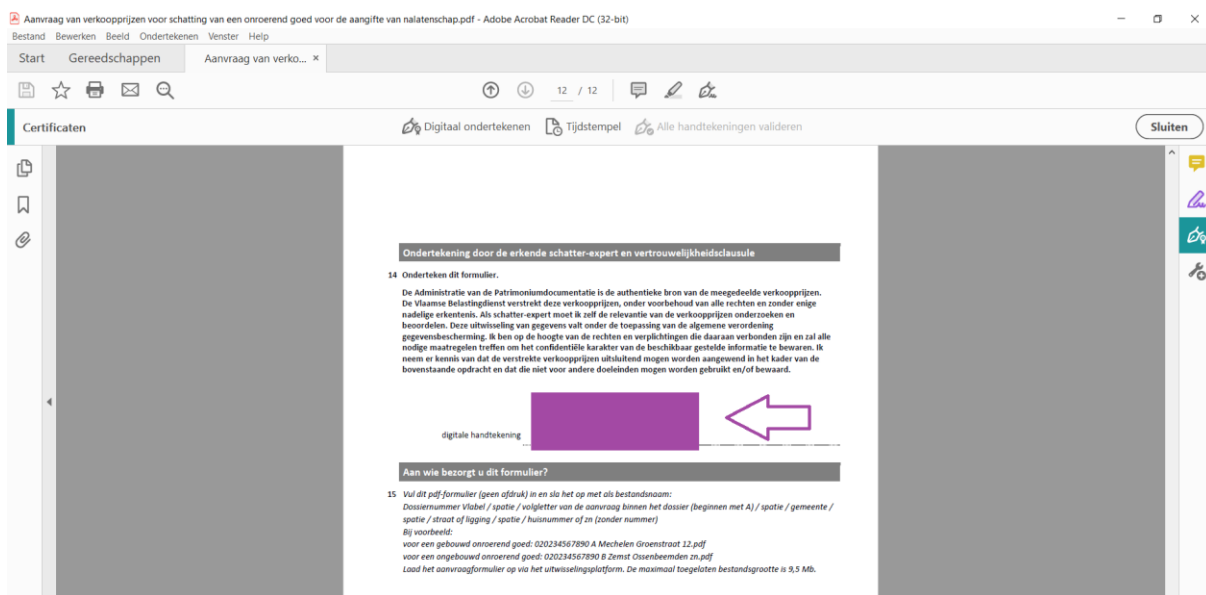 Aanvraag van verkoopprijzen voor schatting van een onroerend goed voor de aangifte van nalatenschap.pdf - Adobe Acrobat Reader DC (32-bit)
Bestand Bewerken Beeld Ondertekenen Venster Help
Start Gereedschappen Aanvraag van verko... ×
12 / 12
Certificaten Digitaal ondertekenen Tijdstempel Alle handtekeningen valideren Sluiten
Ondertekening door de erkende schatter-expert en vertrouwelijkheidsclausule
14 Onderteken dit formulier.
De Administratie van de Patrimoniumdocumentatie is de authentieke bron van de meegedeelde verkoopprijzen.
De Vlaamse Belastingdienst verstrekt deze verkoopprijzen, onder voorbehoud van alle rechten en zonder enige
nadelige erkentenis. Als schatter-expert moet ik zelf de relevantie van de verkoopprijzen onderzoeken en
beoordelen. Deze uitwisseling van gegevens valt onder de toepassing van de algemene verordening
gegevensbescherming. Ik ben op de hoogte van de rechten en verplichtingen die daaraan verbonden zijn en zal alle
nodige maatregelen treffen om het confidentiële karakter van de beschikbaar gestelde informatie te bewaren. Ik
neem er kennis van dat de verstrekte verkoopprijzen uitsluitend mogen worden aangewend in het kader van de
bovenstaande opdracht en dat die niet voor andere doeleinden mogen worden gebruikt en/of bewaard.
digitale handtekening
Aan wie bezorgt u dit formulier?
15 Vul dit pdf-formulier (geen afdruk) in en sla het op met als bestandsnaam:
Dossiernummer Vlabel / spatie / volgletter van de aanvraag binnen het dossier (beginnen met A) / spatie / gemeente /
spatie / straat of ligging / spatie / huisnummer of zn (zonder nummer)
Bij voorbeeld:
voor een gebouwd onroerend goed: 020234567890 A Mechelen Groenstraat 12.pdf
voor een ongebouwd onroerend goed: 020234567890 B Zemst Ossenbeemden zn.pdf
Laad het aanvraagformulier op via het uitwisselingsplatform. De maximaal toegelaten bestandsgrootte is 9,5 Mb.